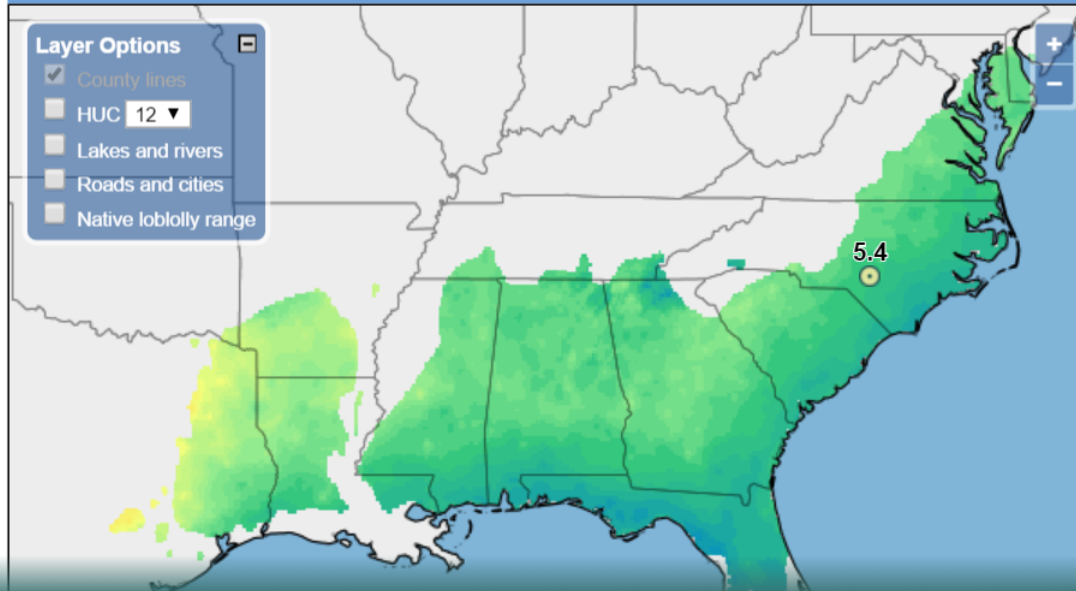 Layer Options
County lines
HUC 12 ▼
Lakes and rivers
Roads and cities
Native loblolly range
+
−
5.4